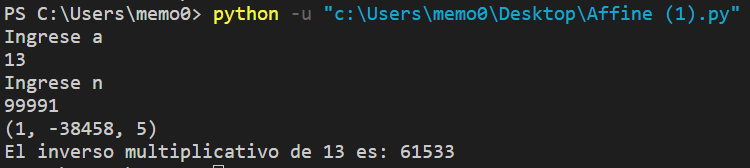 PS C:\Users\memo0> python -u "c:\Users\memo0\Desktop\Affine (1).py"
Ingrese a
13
Ingrese n
99991
(1, -38458, 5)
El inverso multiplicativo de 13 es: 61533